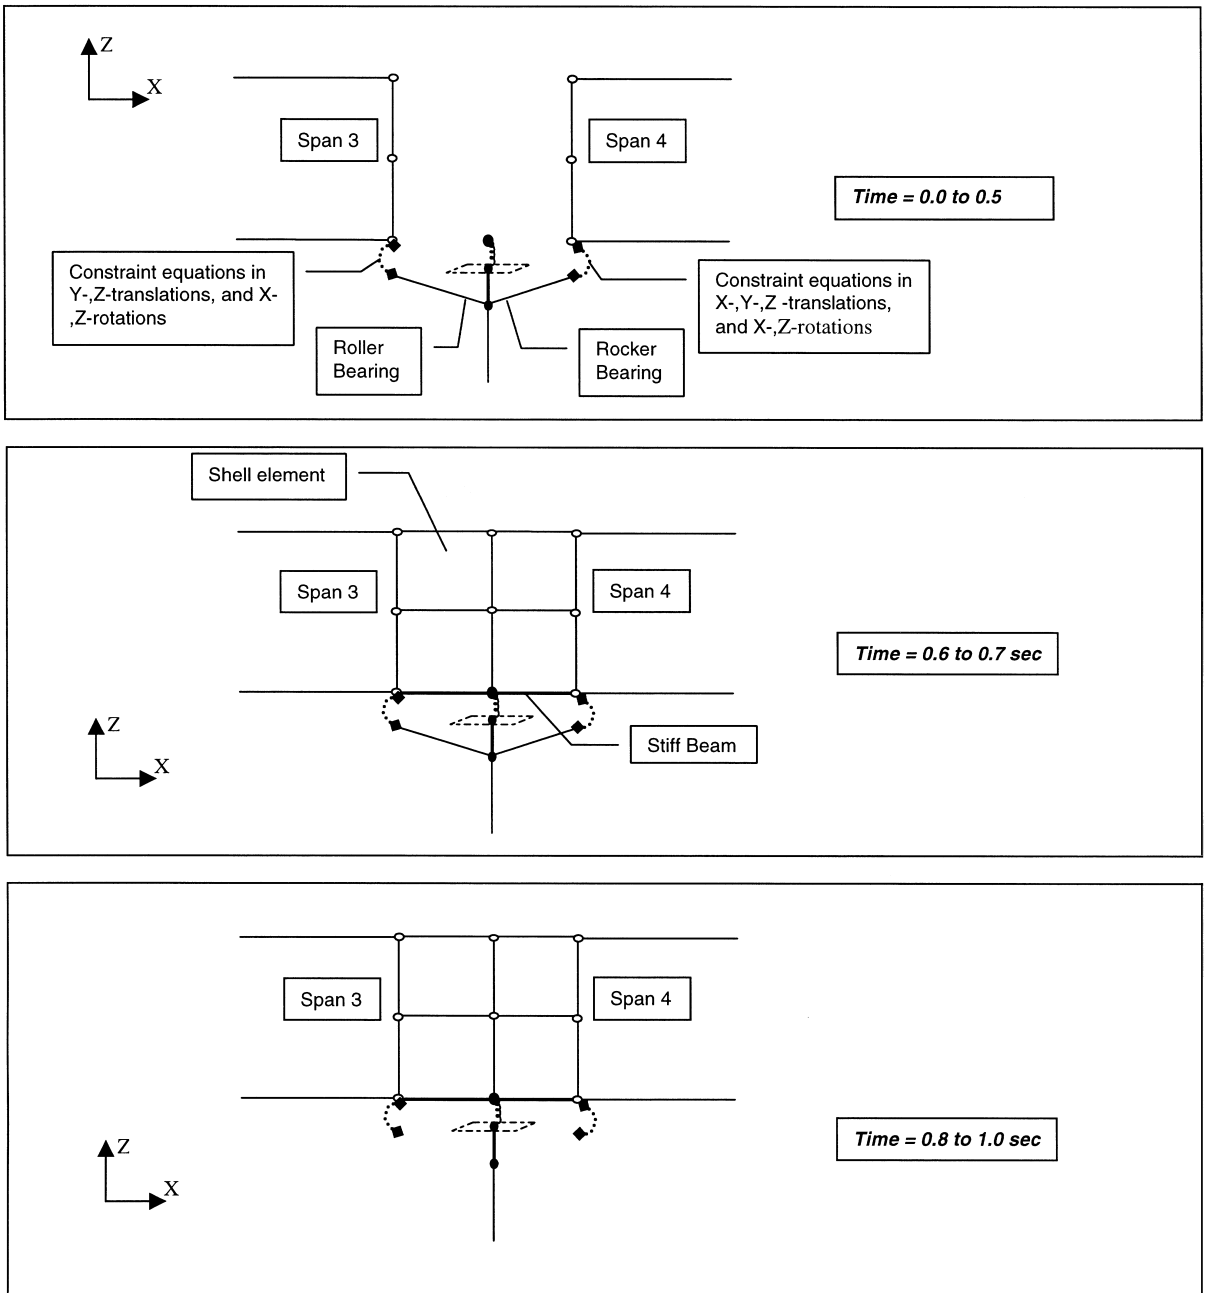 Z
X
Span 3
Span 4
Time = 0.0 to 0.5
Constraint equations in
Y-,Z-translations, and X-
,Z-rotations
Constraint equations in
X-,Y-,Z -translations,
and X-,Z-rotations
Roller
Bearing
Rocker
Bearing
Shell element
Span 3
Span 4
Time = 0.6 to 0.7 sec
Z
X
Stiff Beam
Span 3
Span 4
Time = 0.8 to 1.0 sec
Z
X